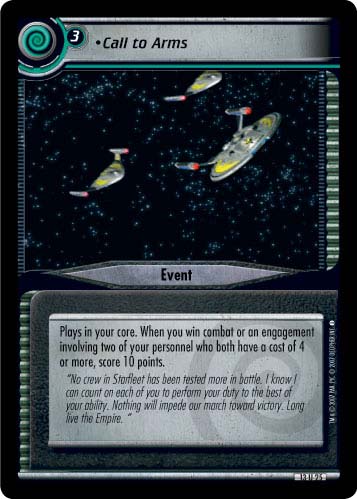 3
•Call to Arms
Event
Plays in your core. When you win combat or an engagement
involving two of your personnel who both have a cost of 4
or more, score 10 points.
"No crew in Starfleet has been tested more in battle. I know I
can count on each of you to perform your duty to the best of
your ability. Nothing will impede our march toward victory. Long
live the Empire. "
13 U 95